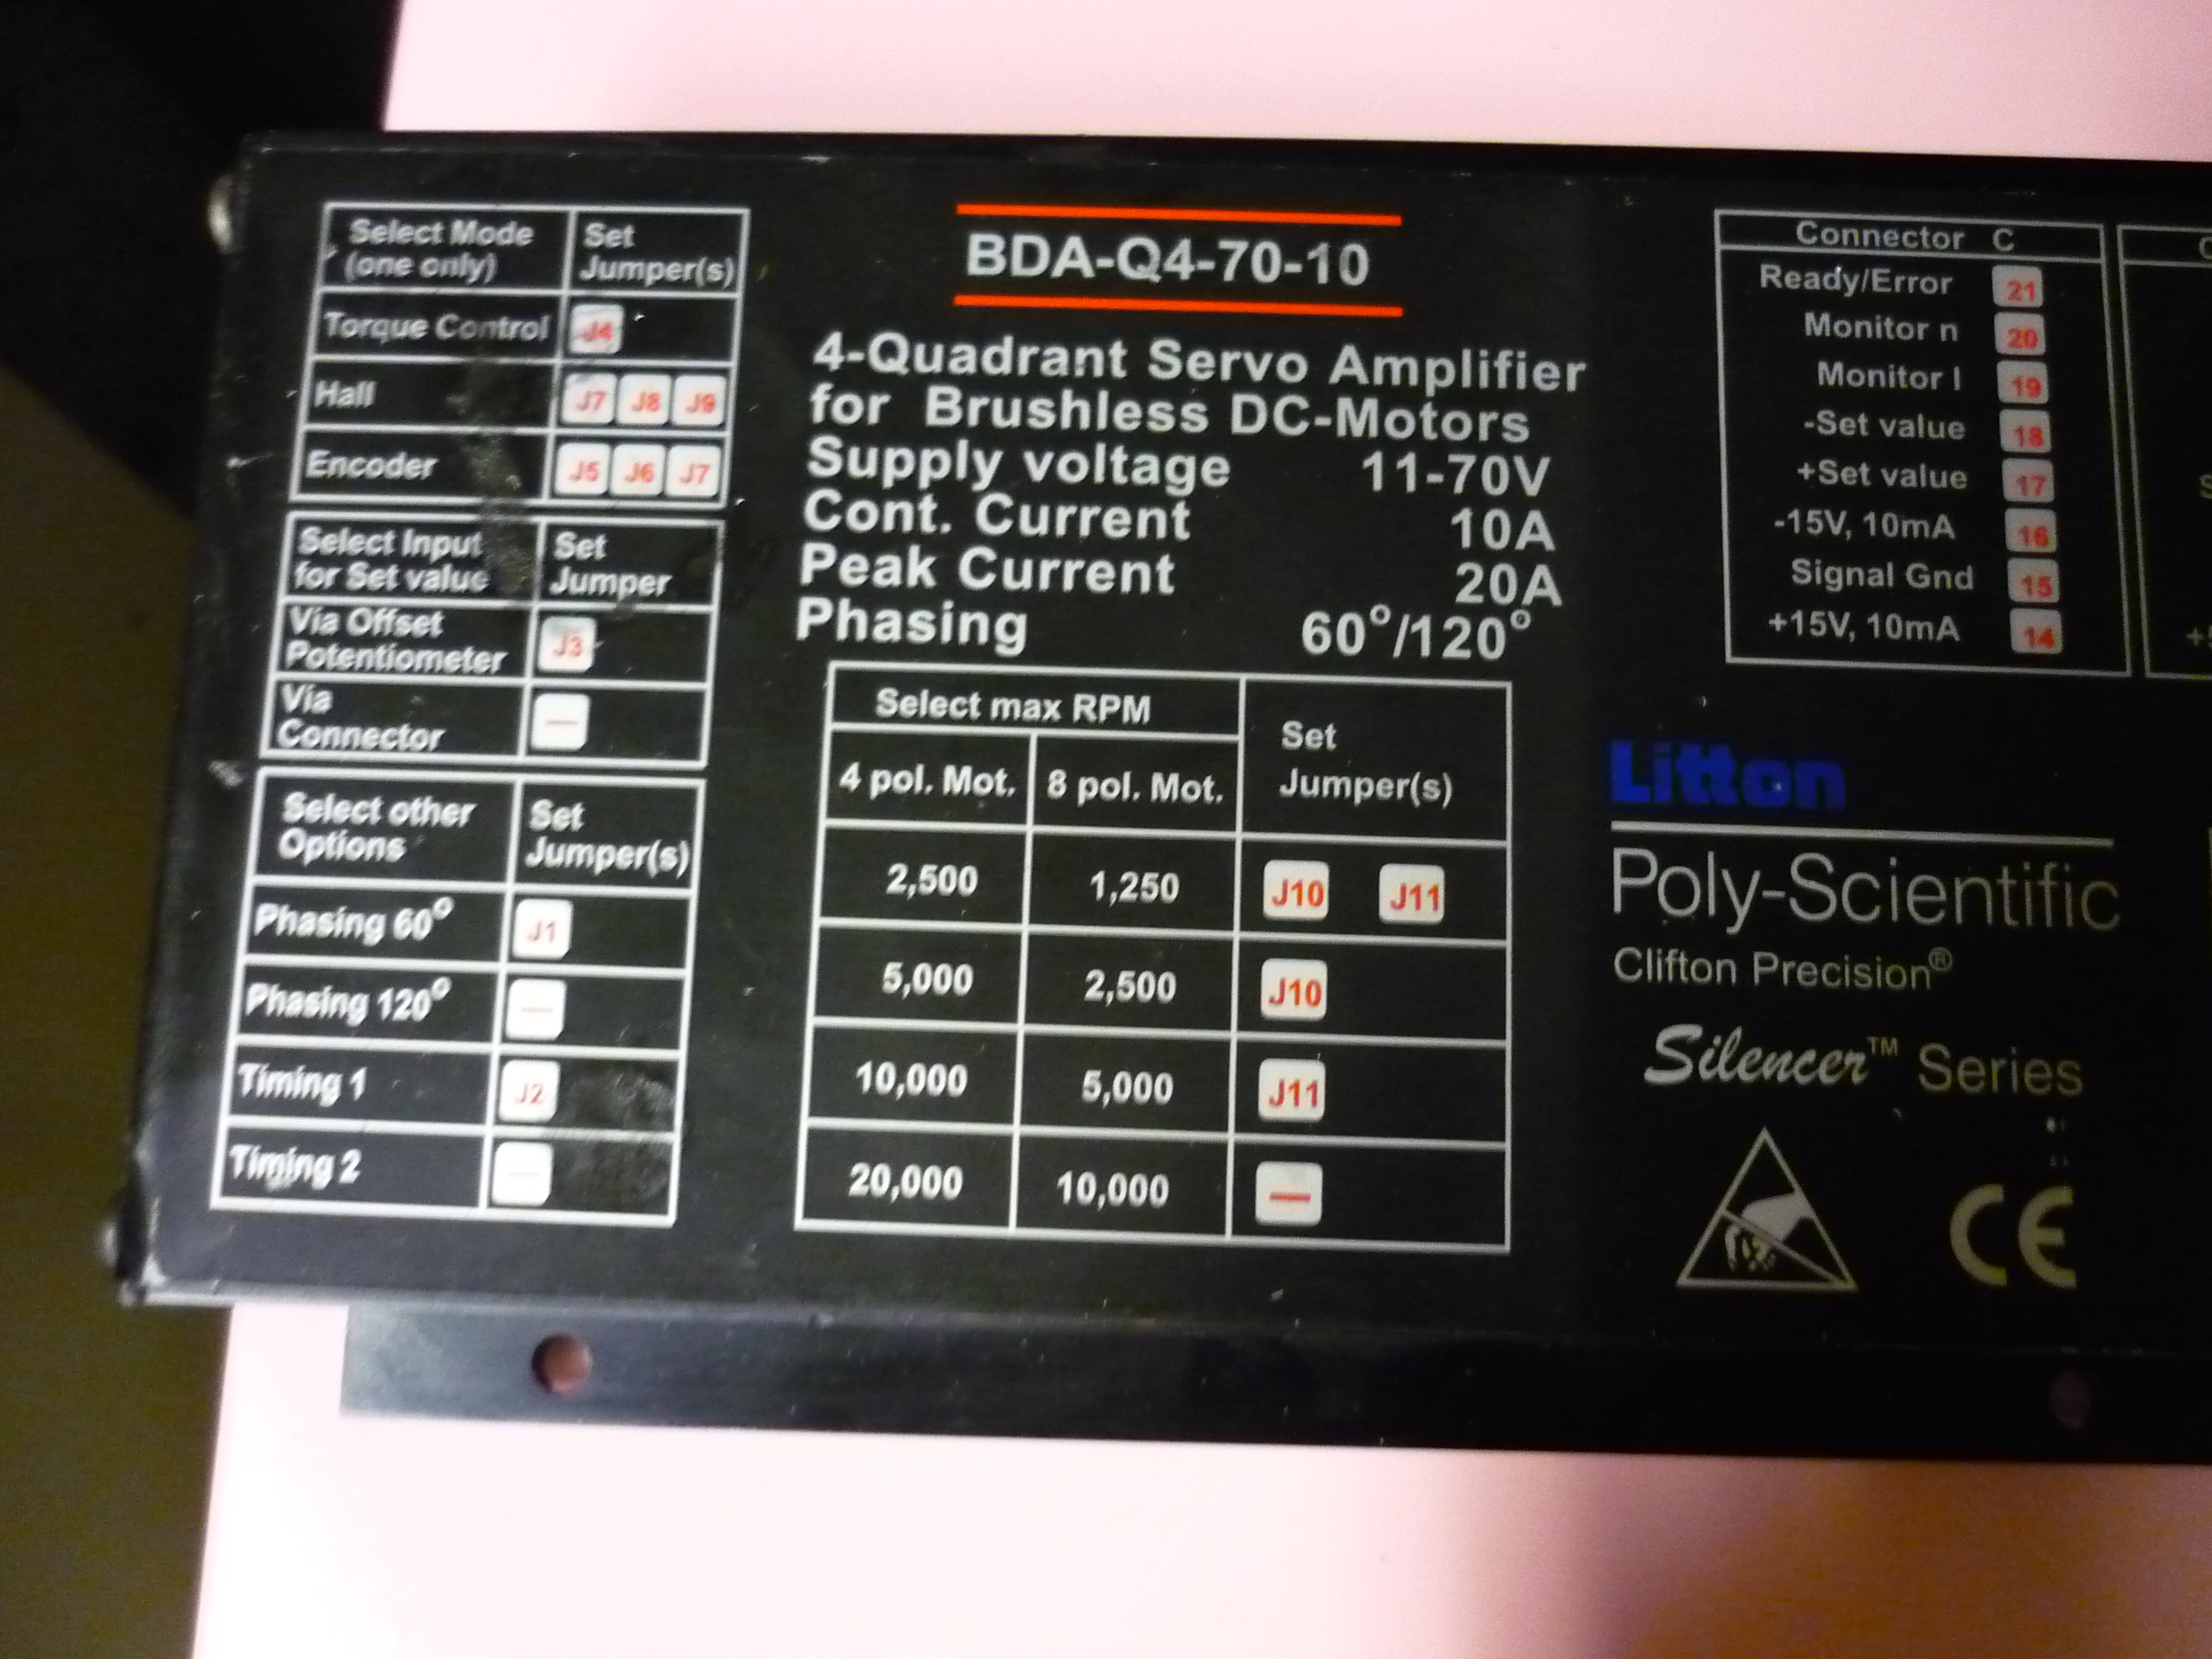 Select Mode Set
(one only) Jumper(s)
Torque Control J4
Hall J7 J8 J9
Encoder J5 J6 J7
Select Input Set
for Set value Jumper
Via Offset
Potentiometer J3
Via
Connector —
Select other Set
Options Jumper(s)
Phasing 60° J1
Phasing 120° —
Timing 1 J2
Timing 2 —
BDA-Q4-70-10
4-Quadrant Servo Amplifier
for Brushless DC-Motors
Supply voltage 11-70V
Cont. Current 10A
Peak Current 20A
Phasing 60°/120°
Select max RPM Set
4 pol. Mot. 8 pol. Mot. Jumper(s)
2,500 1,250 J10 J11
5,000 2,500 J10
10,000 5,000 J11
20,000 10,000 —
Connector C
Ready/Error 21
Monitor n 20
Monitor I 19
-Set value 18
+Set value 17
-15V, 10mA 16
Signal Gnd 15
+15V, 10mA 14
Litton
Poly-Scientific
Clifton Precision®
Silencer™ Series
CE